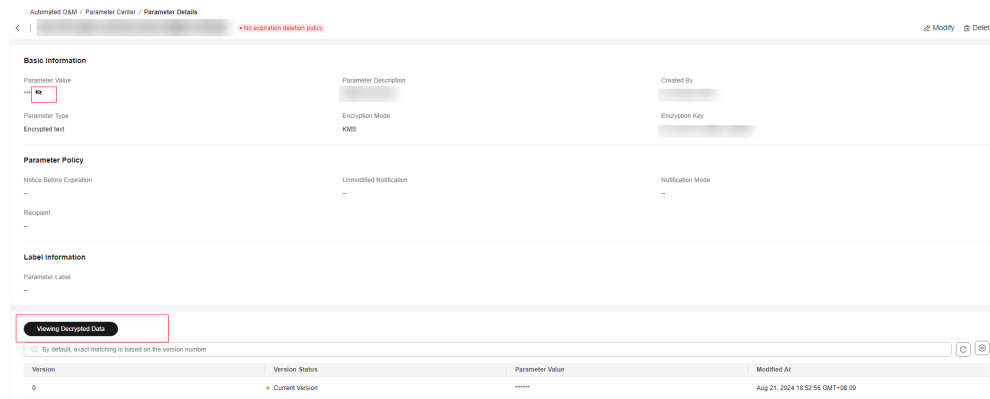 Automated O&M / Parameter Center / Parameter Details
No expiration deletion policy
Modify Delet
Basic Information
Parameter Value Parameter Description Created By
***
Parameter Type Encryption Mode Encryption Key
Encrypted text KMS
Parameter Policy
Notice Before Expiration Unmodified Notification Notification Mode
-- -- --
Recipient
--
Label Information
Parameter Label
--
Viewing Decrypted Data
By default, exact matching is based on the version number.
Version Version Status Parameter Value Modified At
0 Current Version ****** Aug 21, 2024 18:52:56 GMT+08:00